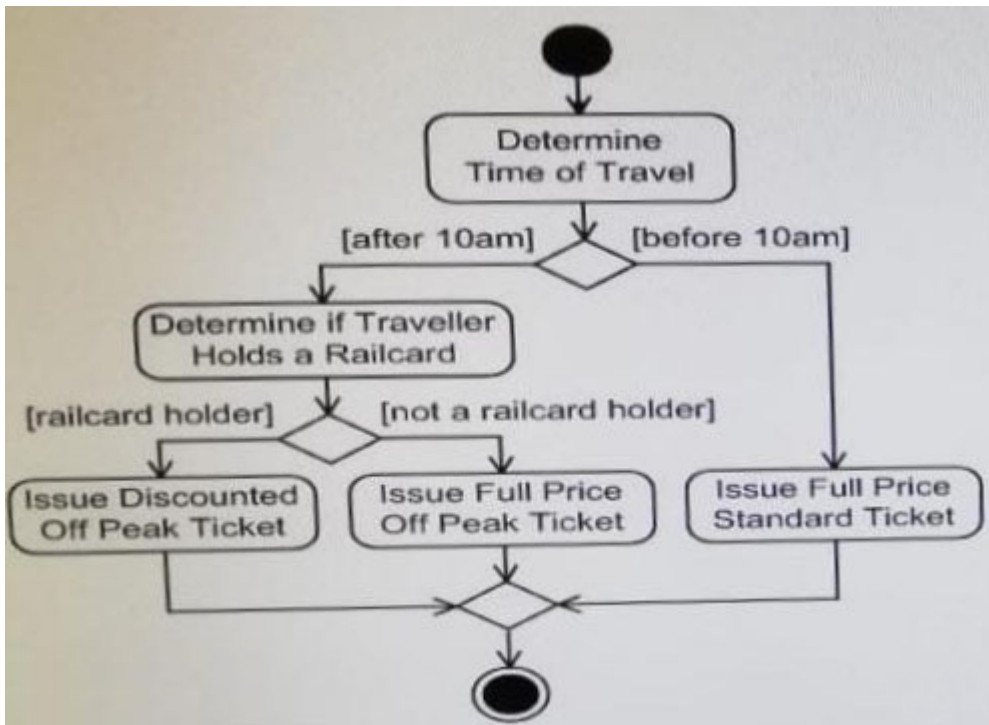 Determine
Time of Travel
[after 10am]
[before 10am]
Determine if Traveller
Holds a Railcard
[railcard holder]
[not a railcard holder]
Issue Discounted
Off Peak Ticket
Issue Full Price
Off Peak Ticket
Issue Full Price
Standard Ticket